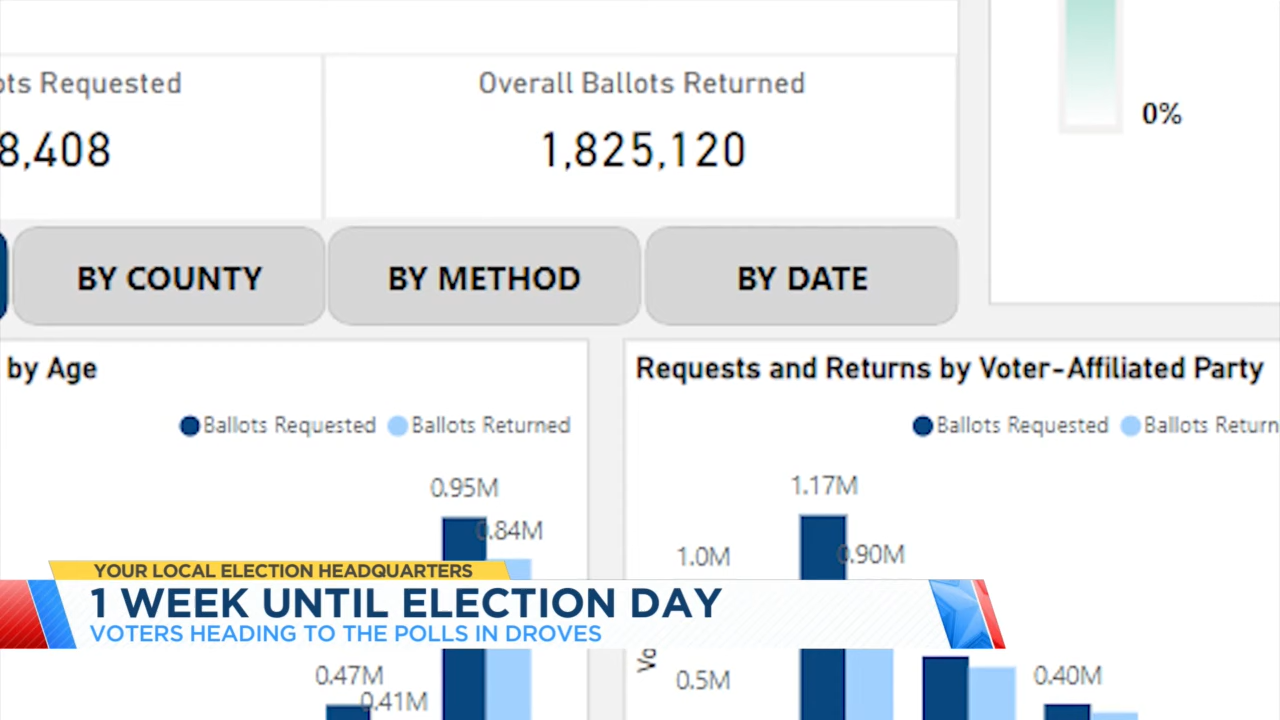 ots Requested
8,408
Overall Ballots Returned
1,825,120
0%
BY COUNTY
BY METHOD
BY DATE
by Age
Ballots Requested
Ballots Returned
0.95M
0.84M
0.47M
0.41M
Requests and Returns by Voter-Affiliated Party
Ballots Requested
Ballots Return
1.17M
0.90M
1.0M
Vo
0.5M
0.40M
YOUR LOCAL ELECTION HEADQUARTERS
1 WEEK UNTIL ELECTION DAY
VOTERS HEADING TO THE POLLS IN DROVES